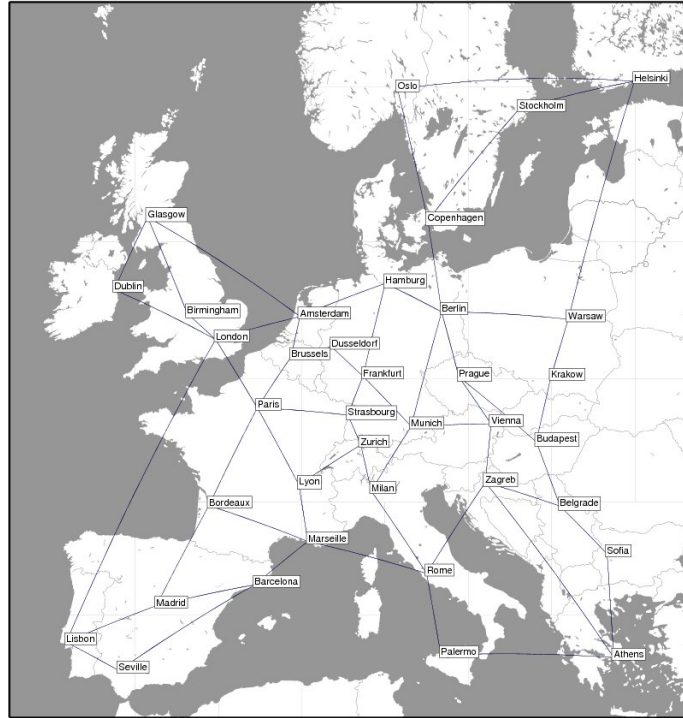 Helsinki
Oslo
Stockholm
Glasgow
Copenhagen
Hamburg
Dublin
Birmingham
Amsterdam
Berlin
Warsaw
London
Dusseldorf
Brussels
Frankfurt
Prague
Krakow
Paris
Strasbourg
Munich
Vienna
Budapest
Zurich
Lyon
Milan
Zagreb
Bordeaux
Belgrade
Marseille
Sofia
Rome
Barcelona
Madrid
Lisbon
Palermo
Athens
Seville